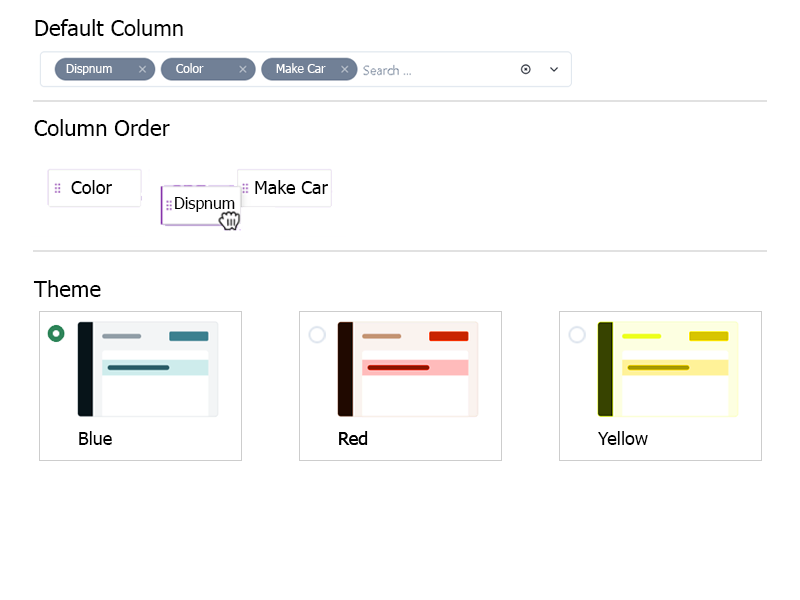 Default Column
Dispnum × Color × Make Car × Search ...
Column Order
Color Dispnum Make Car
Theme
Blue Red Yellow